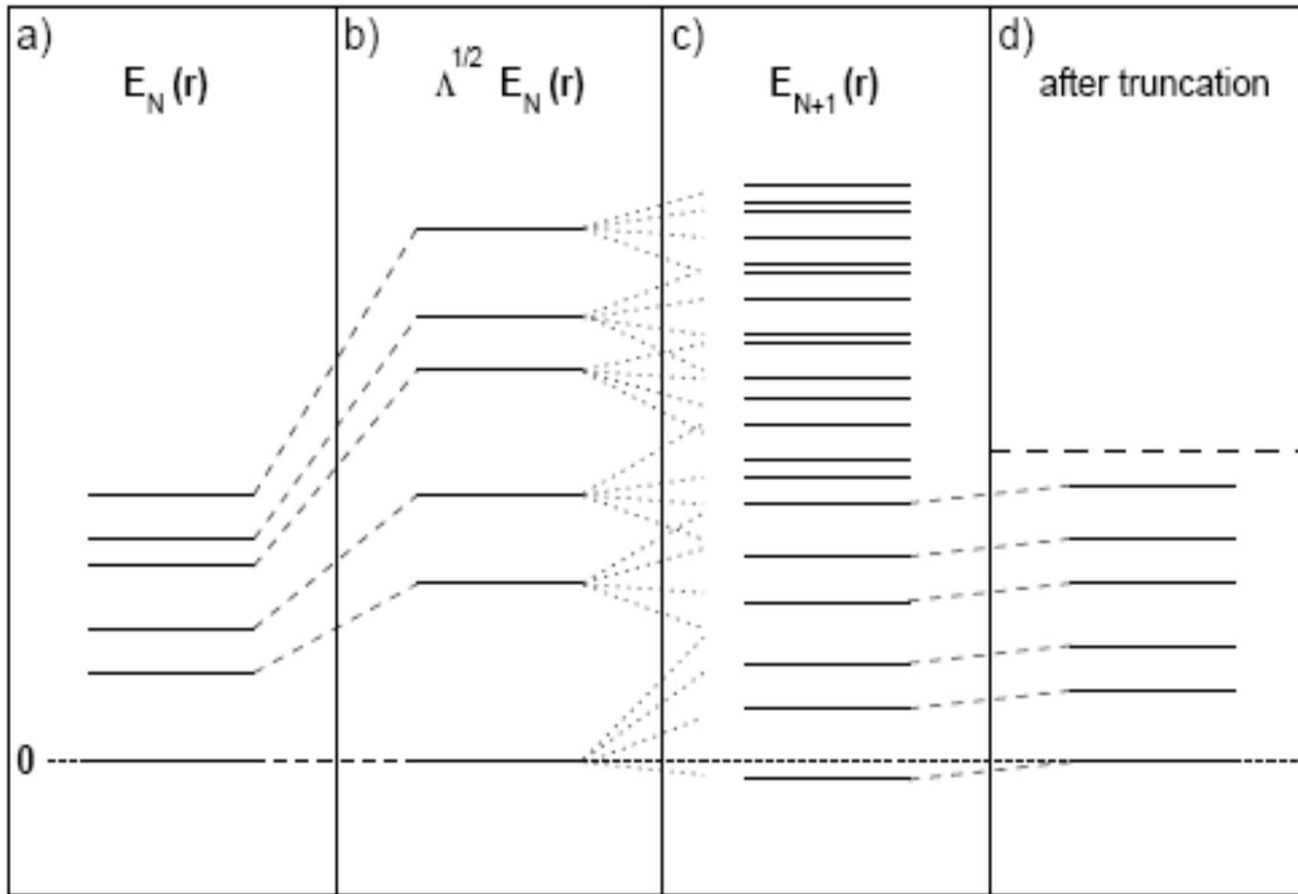 a)
E_N (r)
b)
Λ^1/2 E_N (r)
c)
E_N+1 (r)
d)
after truncation
0